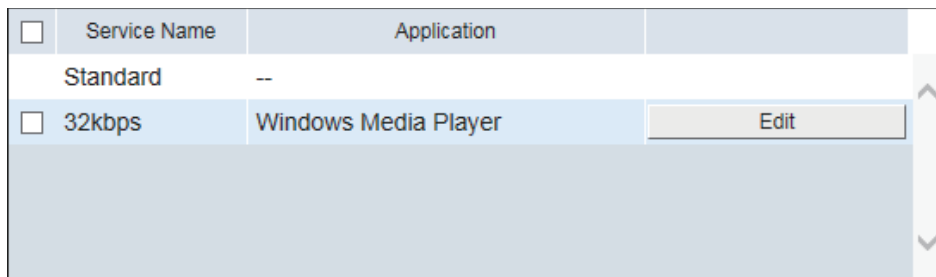 Service Name Application
Standard --
32kbps Windows Media Player Edit